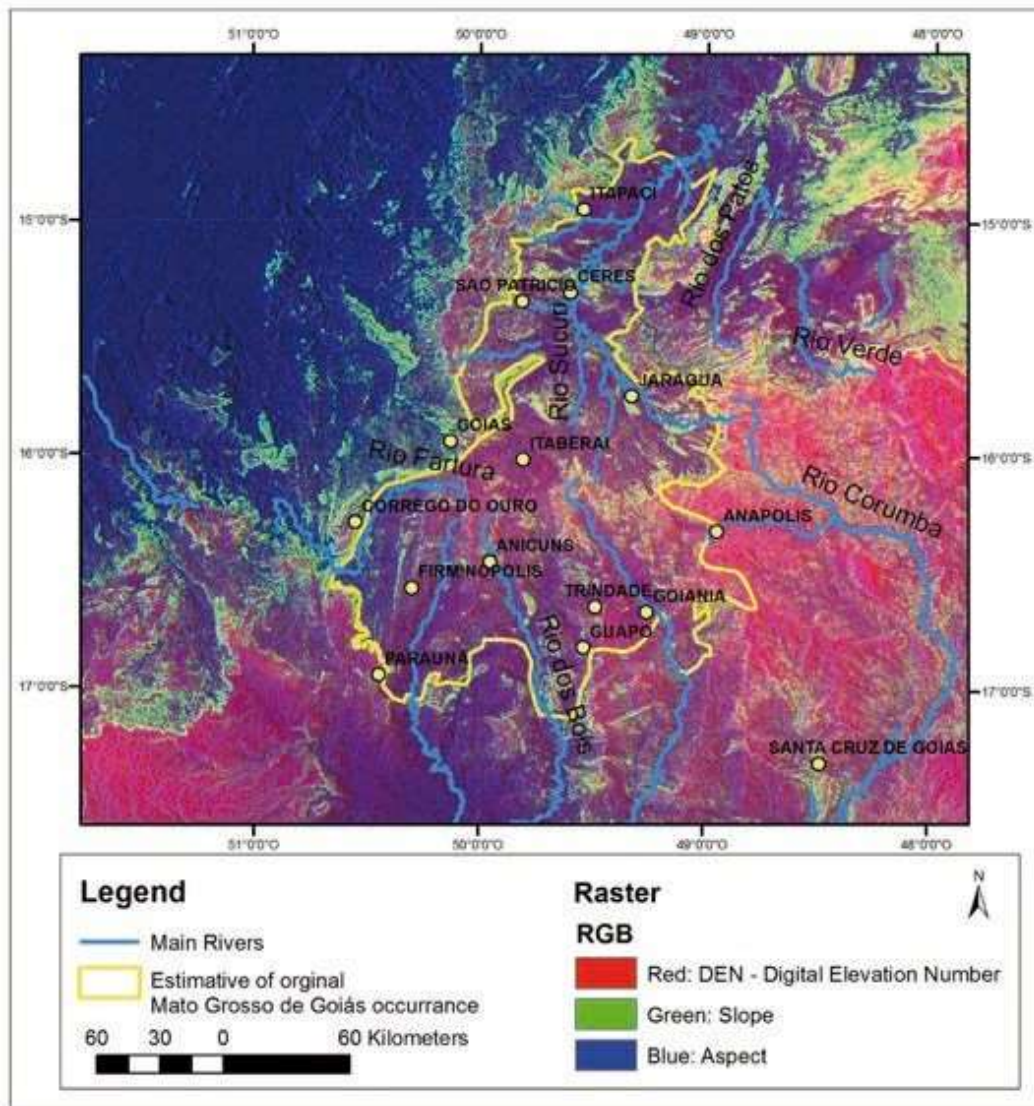 51°0'0"O 50°0'0"O 49°0'0"O 48°0'0"O
15°0'0"S 15°0'0"S
16°0'0"S 16°0'0"S
17°0'0"S 17°0'0"S
ITAPACI
Rio dos Patos
CERES
SAO PATRICIO
Rio Sucuri
Rio Verde
JARAGUA
GOIAS
ITABERAI
Rio Fartura
CORREGO DO OURO
Rio Corumba
ANAPOLIS
ANICUNS
FIRMINOPOLIS
TRINDADE
GOIANIA
GUAPO
Rio dos Bois
PARAUNA
SANTA CRUZ DE GOIAS
51°0'0"O 50°0'0"O 49°0'0"O 48°0'0"O
Legend
Main Rivers
Estimative of orginal
Mato Grosso de Goiás occurrance
60 30 0 60 Kilometers
Raster
RGB
N
Red: DEN - Digital Elevation Number
Green: Slope
Blue: Aspect